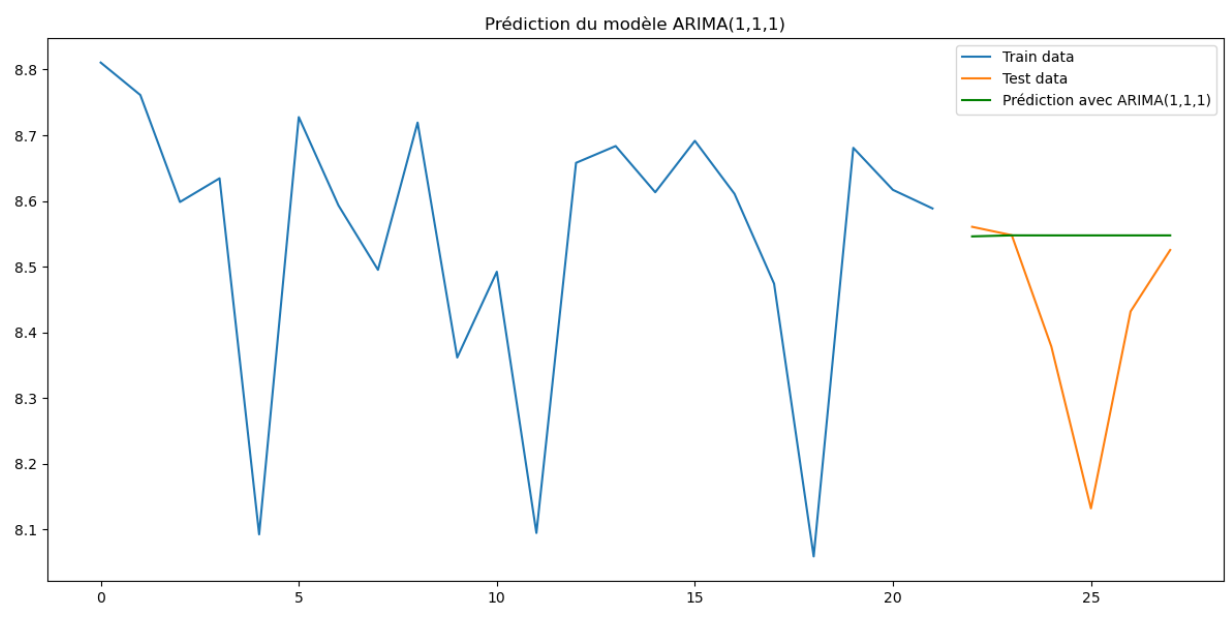 Prédiction du modèle ARIMA(1,1,1)
Train data
Test data
Prédiction avec ARIMA(1,1,1)
8.8
8.7
8.6
8.5
8.4
8.3
8.2
8.1
0 5 10 15 20 25